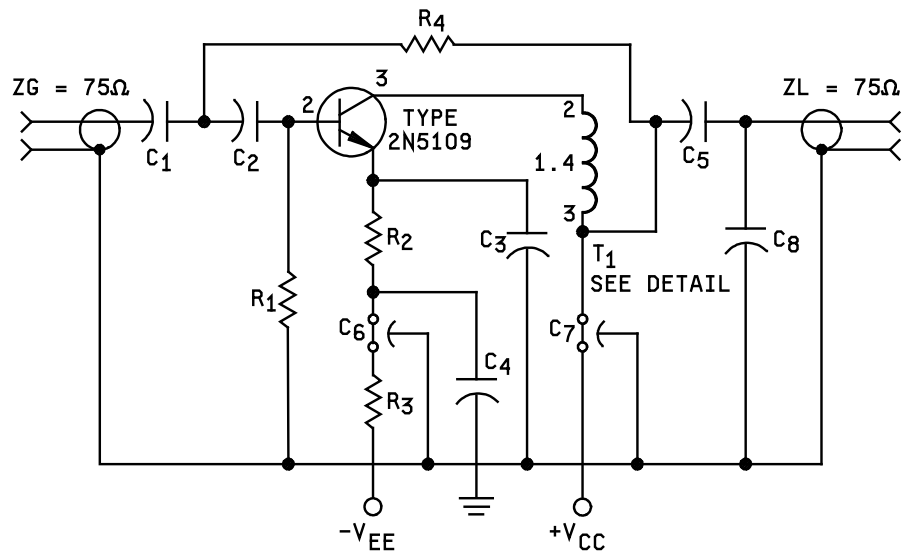 R4
ZG = 75Ω
ZL = 75Ω
3
2
TYPE
2N5109
2
C1
C2
C5
1.4
3
R2
C3
C8
T1
SEE DETAIL
R1
C6
C7
C4
R3
-VEE
+VCC